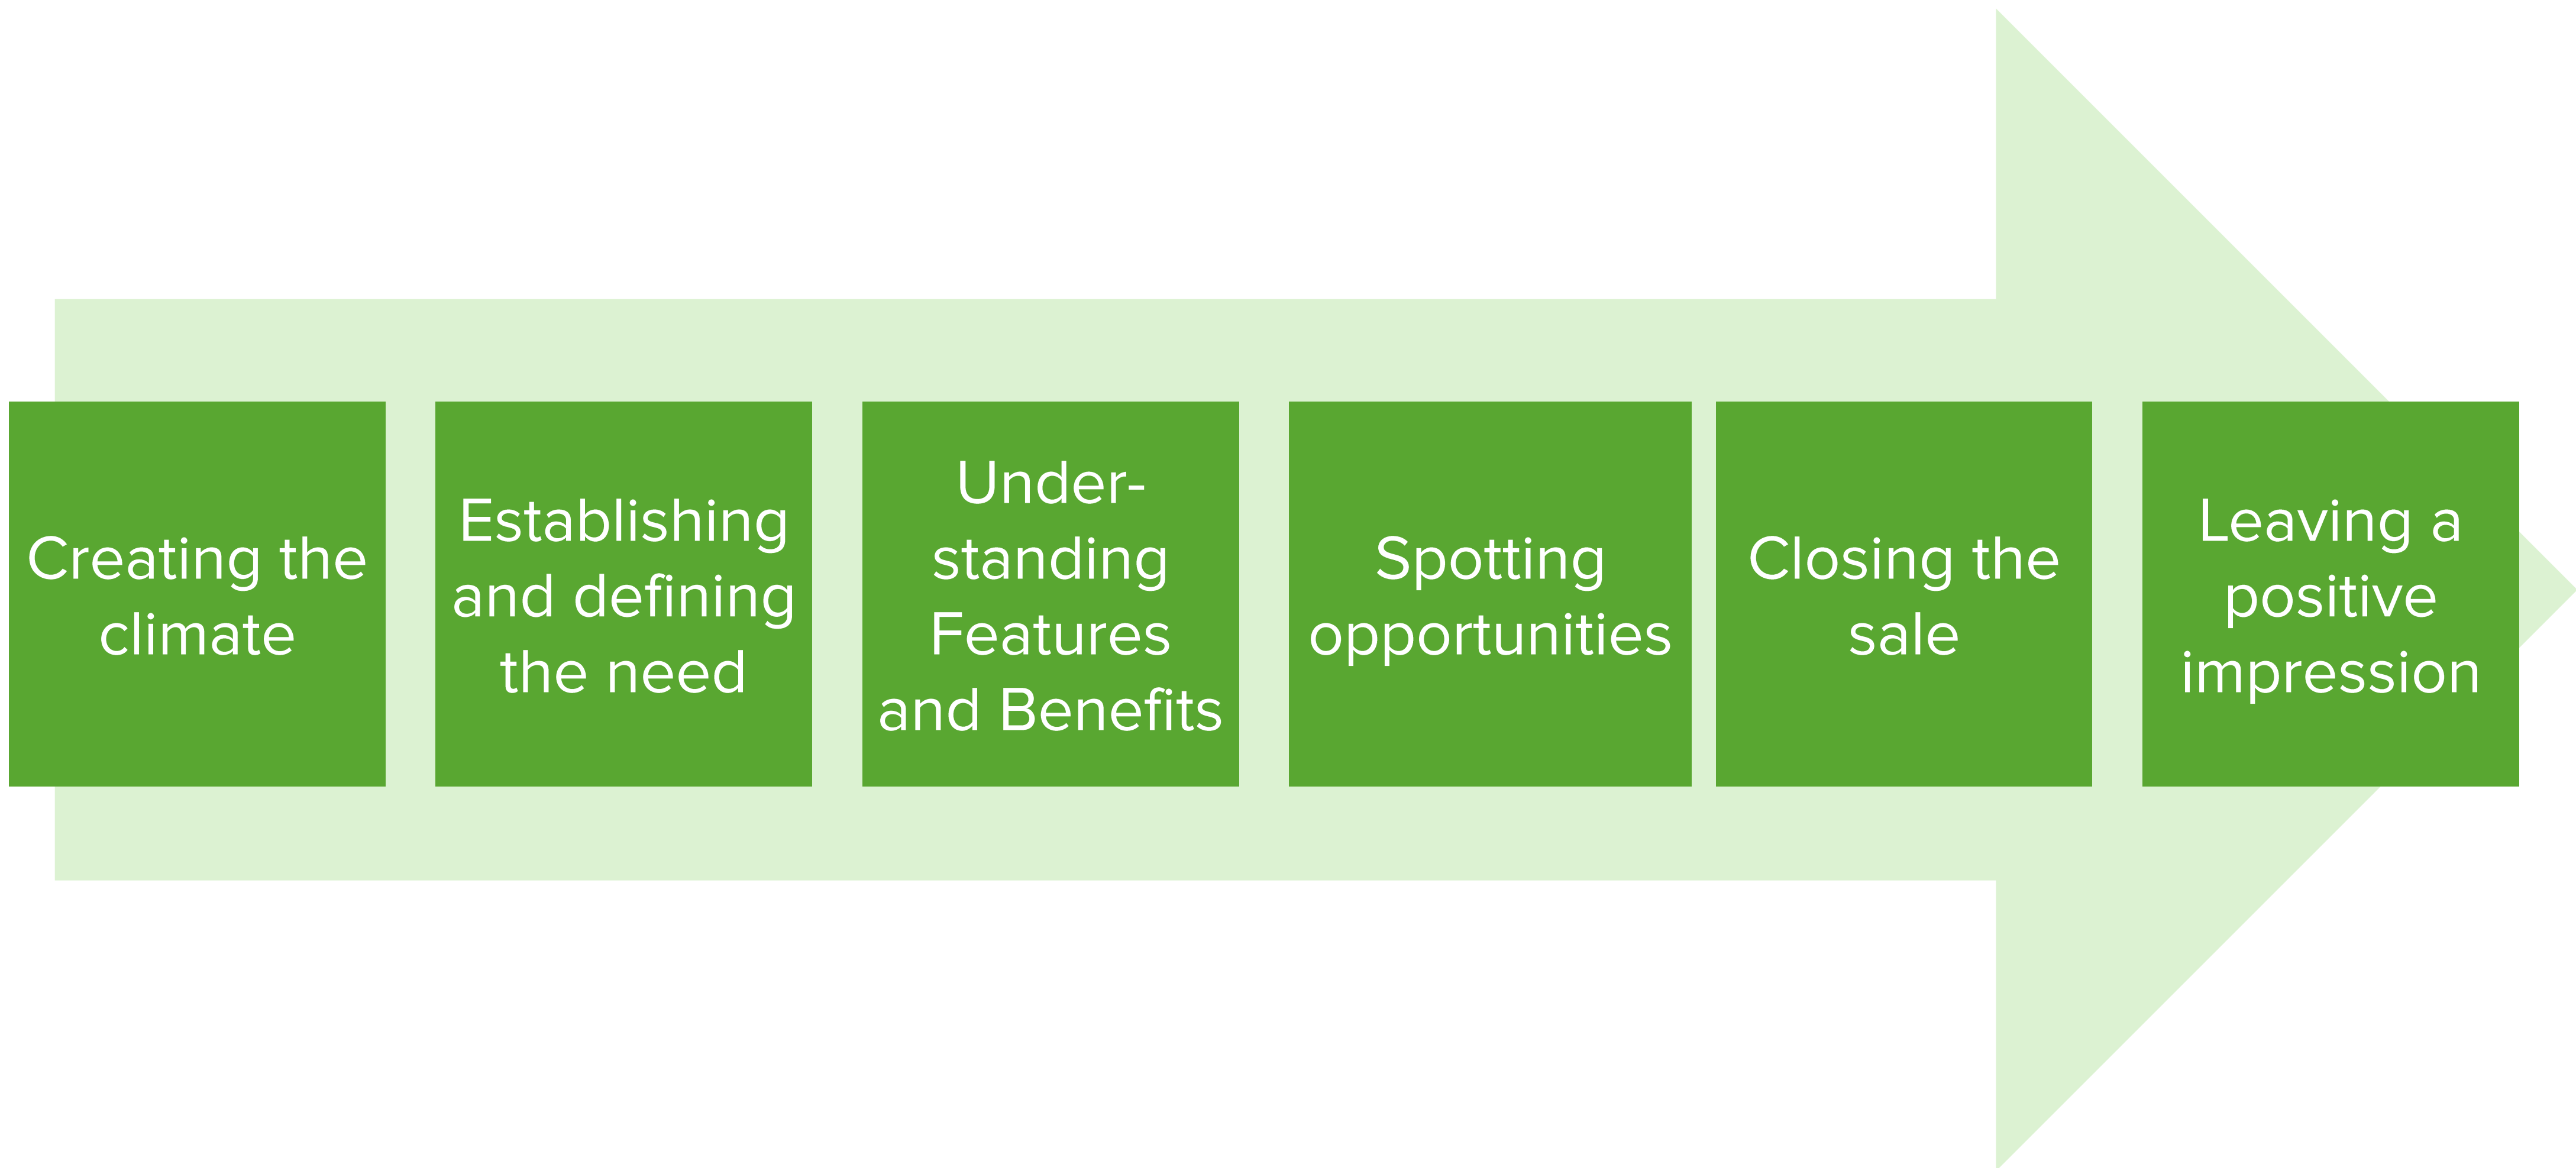 Creating the
climate
Establishing
and defining
the need
Under-
standing
Features
and Benefits
Spotting
opportunities
Closing the
sale
Leaving a
positive
impression